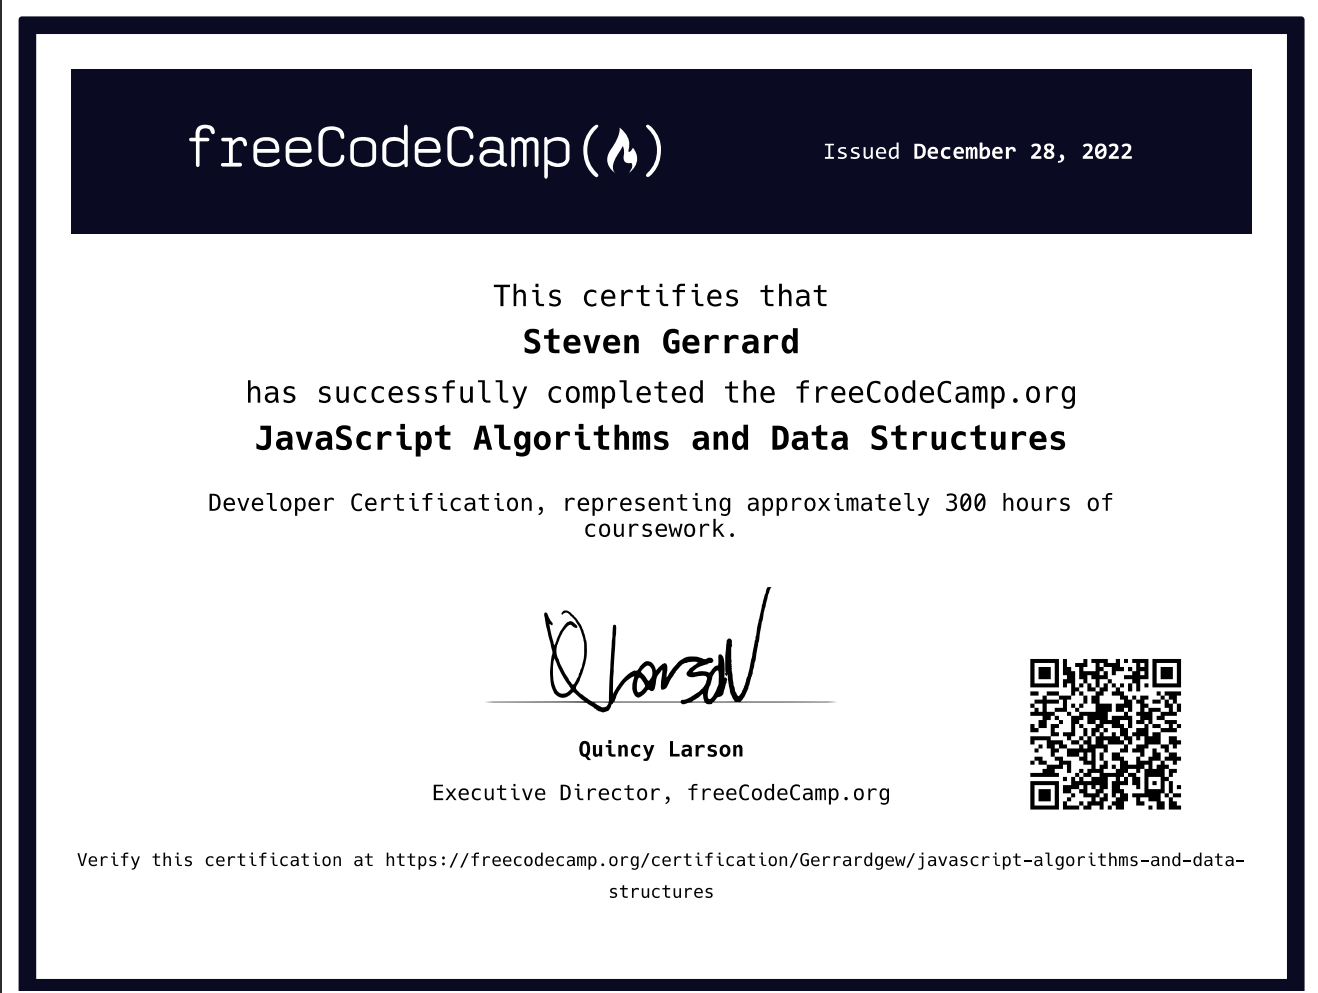 freeCodeCamp(🔥)
Issued December 28, 2022
This certifies that
Steven Gerrard
has successfully completed the freeCodeCamp.org
JavaScript Algorithms and Data Structures
Developer Certification, representing approximately 300 hours of
coursework.
Q Larson
Quincy Larson
Executive Director, freeCodeCamp.org
Verify this certification at https://freecodecamp.org/certification/Gerrardgew/javascript-algorithms-and-data-
structures